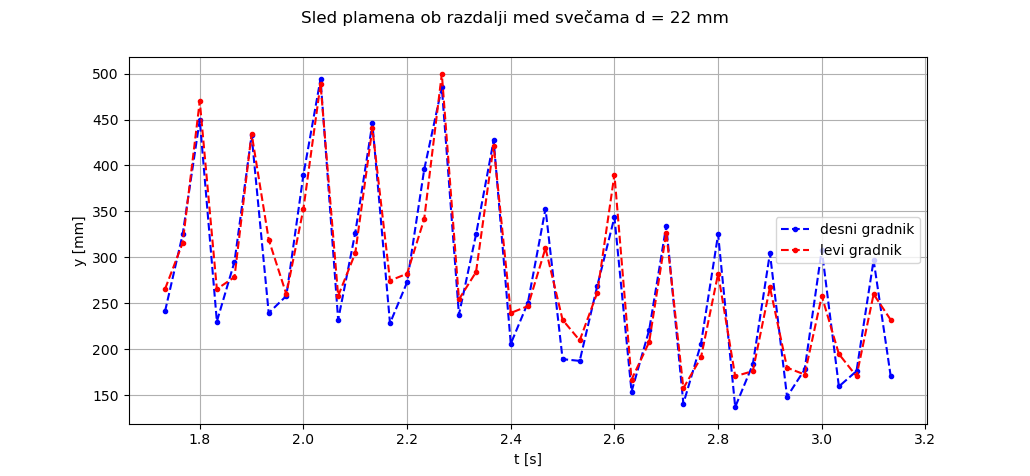 Sled plamena ob razdalji med svečama d = 22 mm
500
450
400
350
300
250
200
150
y [mm]
desni gradnik
levi gradnik
1.8 2.0 2.2 2.4 2.6 2.8 3.0 3.2
t [s]